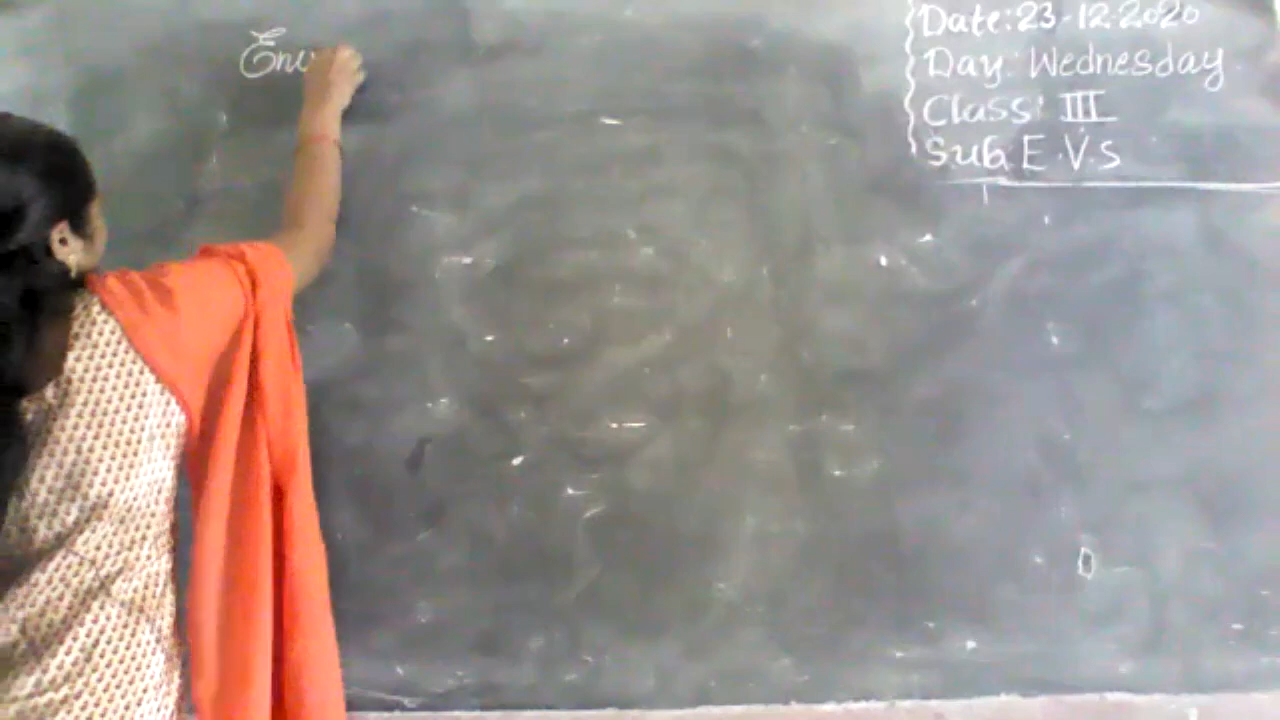 Env
Date: 23-12-2020
Day: Wednesday
Class: III
Sub: E.V.S